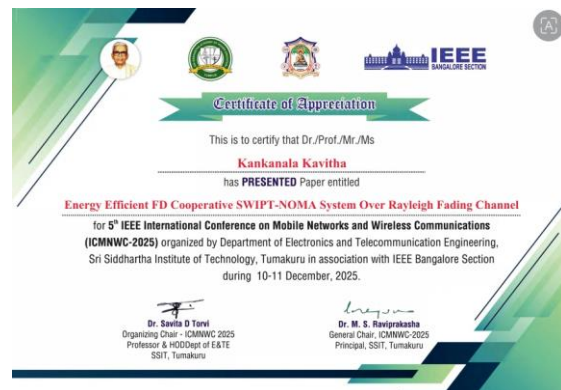 IEEE
BANGALORE SECTION
Certificate of Appreciation
This is to certify that Dr./Prof./Mr./Ms
Kankanala Kavitha
has PRESENTED Paper entitled
Energy Efficient FD Cooperative SWIPT-NOMA System Over Rayleigh Fading Channel
for 5th IEEE International Conference on Mobile Networks and Wireless Communications
(ICMNWC-2025) organized by Department of Electronics and Telecommunication Engineering,
Sri Siddhartha Institute of Technology, Tumakuru in association with IEEE Bangalore Section
during 10-11 December, 2025.
Dr. Savita D Torvi
Organizing Chair - ICMNWC 2025
Professor & HODDept of E&TE
SSIT, Tumakuru
Dr. M. S. Raviprakasha
General Chair, ICMNWC-2025
Principal, SSIT, Tumakuru